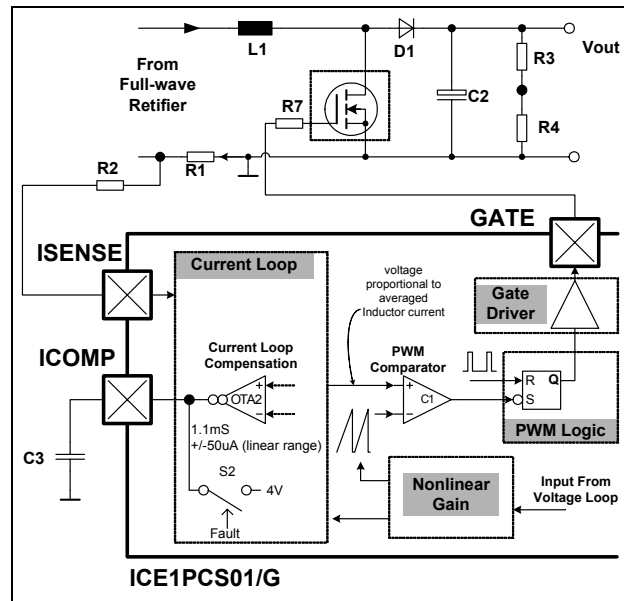 L1
D1
Vout
From
Full-wave
Retifier
R3
C2
R7
R4
R2
R1
GATE
ISENSE
Current Loop
voltage
proportional to
averaged
Inductor current
Gate
Driver
ICOMP
Current Loop
Compensation
PWM
Comparator
+
OTA2
−
+
C1
−
R
Q
S
PWM Logic
C3
1.1mS
+/-50uA (linear range)
S2
4V
Fault
Nonlinear
Gain
Input From
Voltage Loop
ICE1PCS01/G